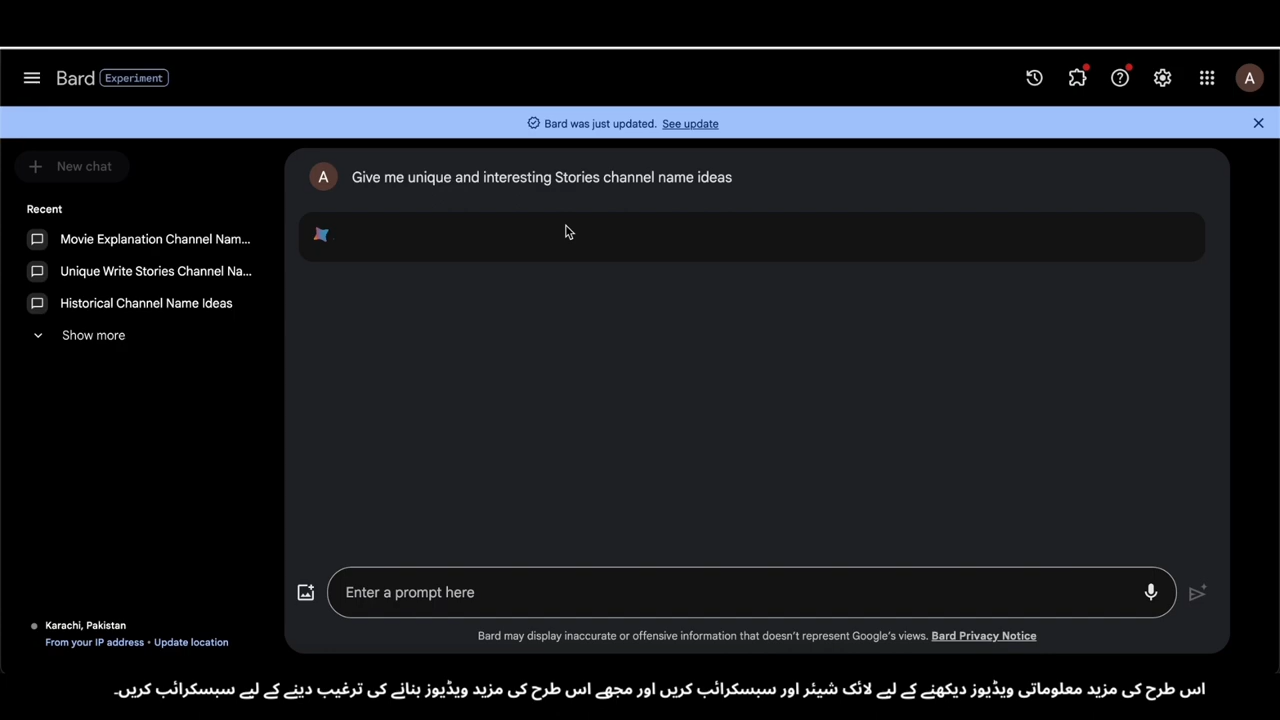 Bard Experiment
A
Bard was just updated. See update
New chat
Recent
Movie Explanation Channel Nam...
Unique Write Stories Channel Na...
Historical Channel Name Ideas
Show more
Karachi, Pakistan
From your IP address • Update location
A Give me unique and interesting Stories channel name ideas
Enter a prompt here
Bard may display inaccurate or offensive information that doesn't represent Google's views. Bard Privacy Notice
اس طرح کی مزید معلوماتی ویڈیوز دیکھنے کے لیے لائک شیئر اور سبسکرائب کریں اور مجھے اس طرح کی مزید ویڈیوز بنانے کی ترغیب دینے کے لیے سبسکرائب کریں۔